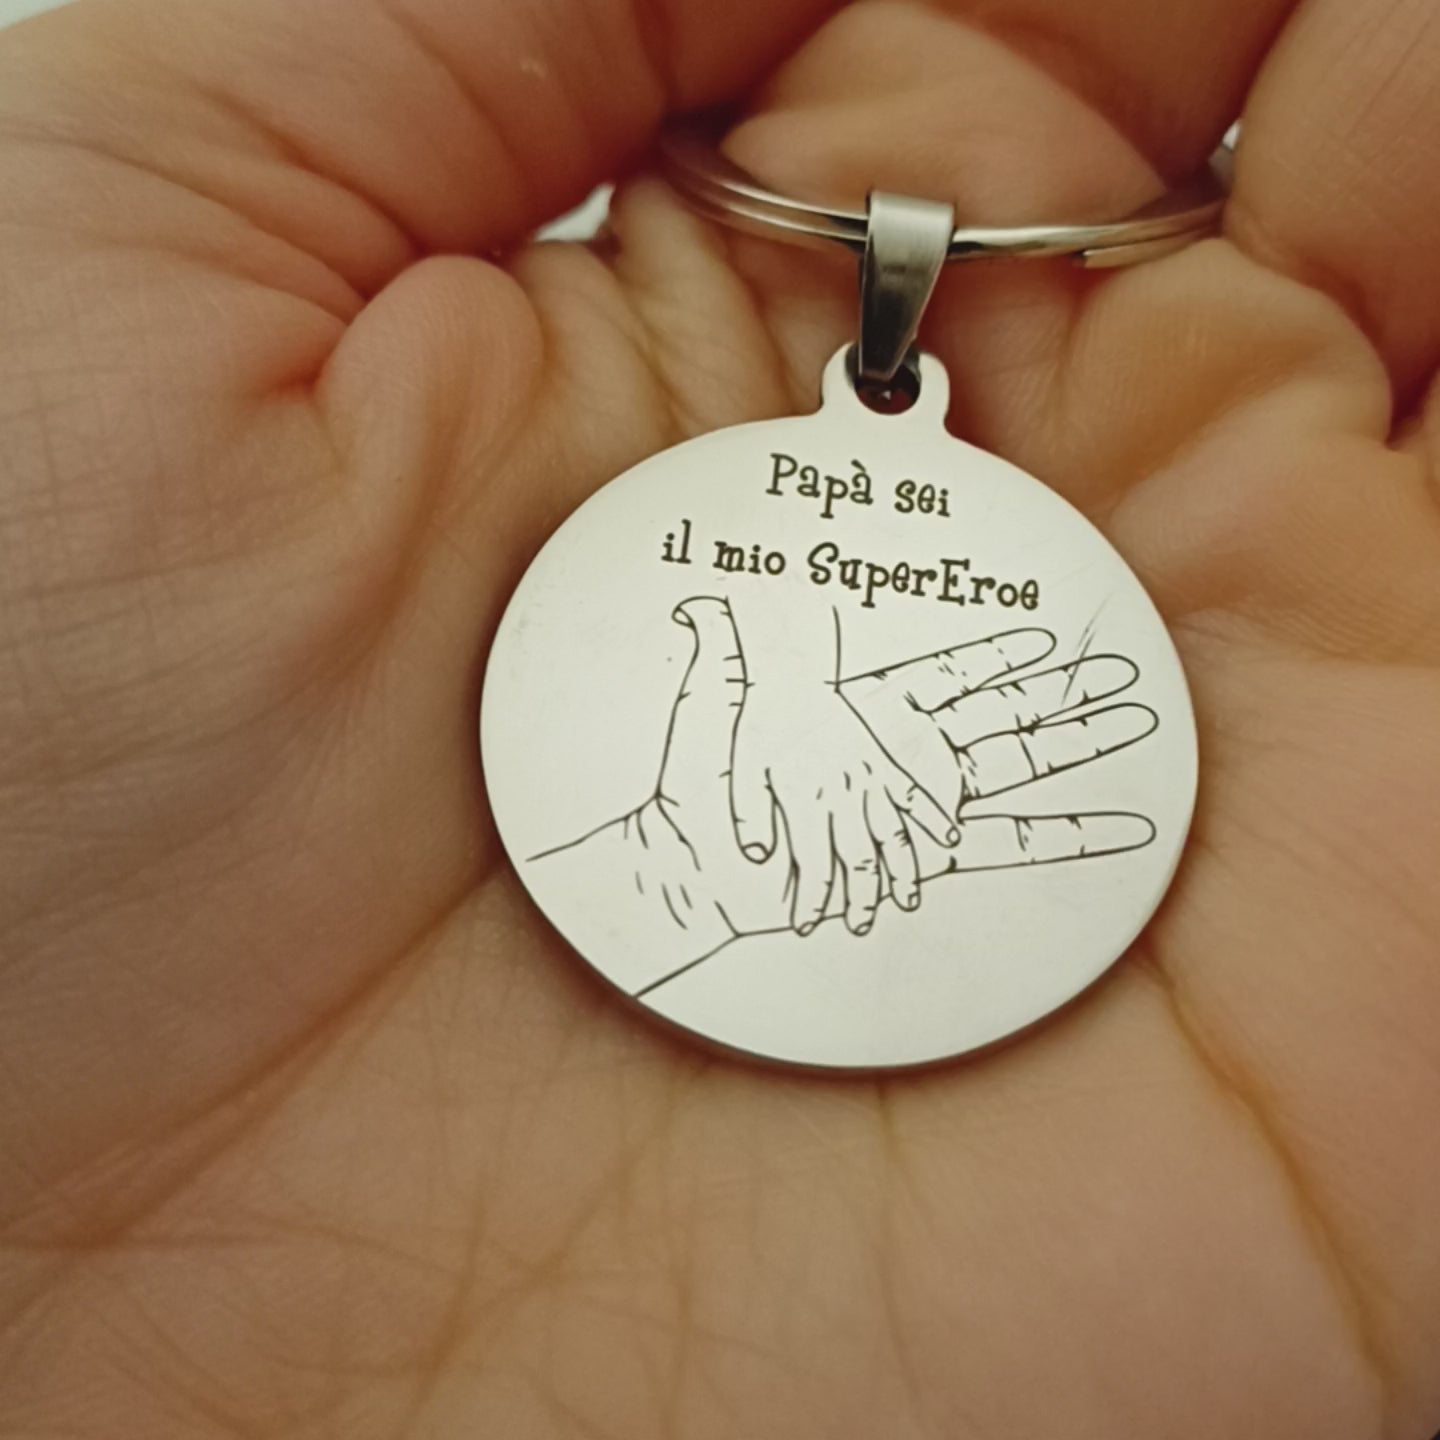 Papà sei
il mio SuperEroe